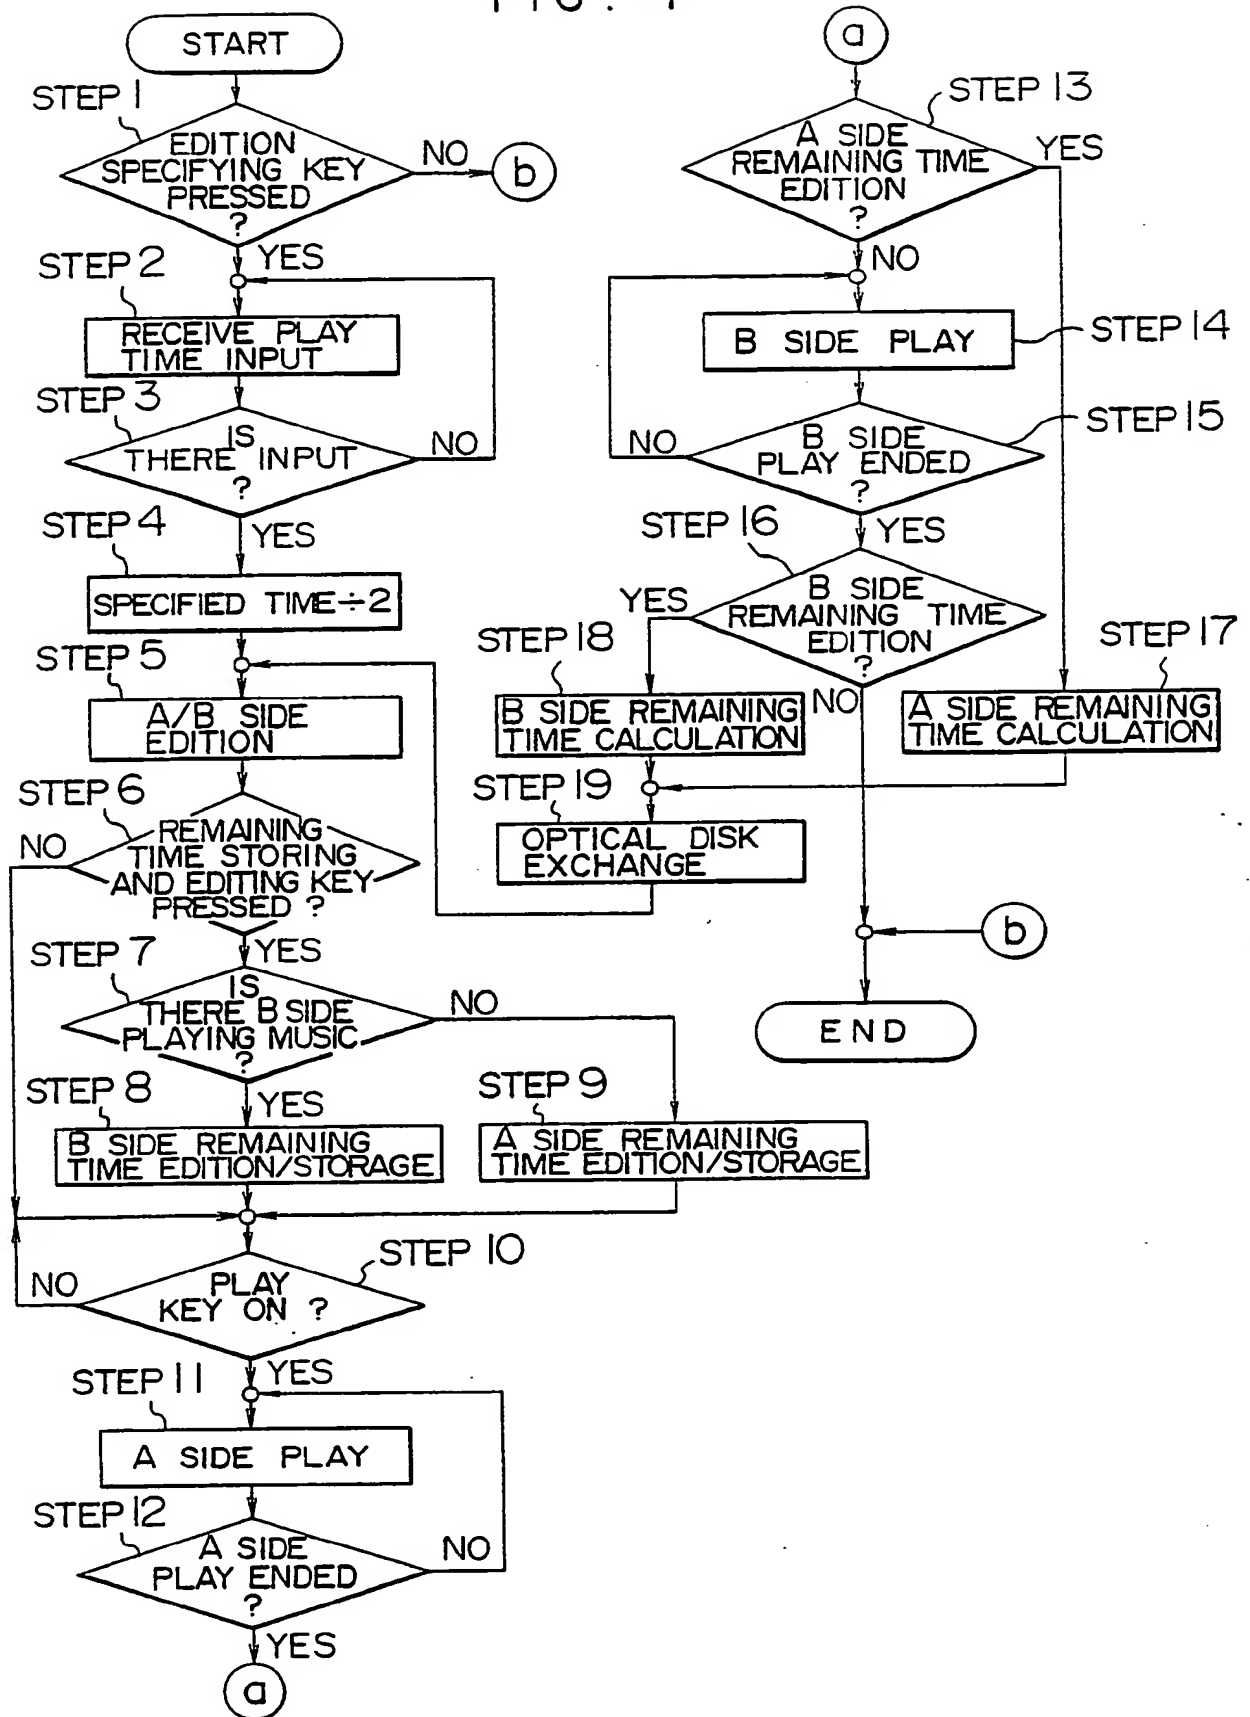 START
STEP 1
EDITION
SPECIFYING KEY
PRESSED
?
NO
b
YES
STEP 2
RECEIVE PLAY
TIME INPUT
STEP 3
IS
THERE INPUT
?
NO
YES
STEP 4
SPECIFIED TIME÷2
STEP 5
A/B SIDE
EDITION
STEP 6
REMAINING
TIME STORING
AND EDITING KEY
PRESSED ?
NO
YES
STEP 7
IS
THERE B SIDE
PLAYING MUSIC
?
NO
YES
STEP 8
B SIDE REMAINING
TIME EDITION/STORAGE
STEP 9
A SIDE REMAINING
TIME EDITION/STORAGE
STEP 10
PLAY
KEY ON ?
NO
YES
STEP 11
A SIDE PLAY
STEP 12
A SIDE
PLAY ENDED
?
NO
YES
a
a
STEP 13
A SIDE
REMAINING TIME
EDITION
?
YES
NO
B SIDE PLAY
STEP 14
STEP 15
B SIDE
PLAY ENDED
?
NO
YES
STEP 16
B SIDE
REMAINING TIME
EDITION
?
YES
NO
STEP 18
B SIDE REMAINING
TIME CALCULATION
STEP 17
A SIDE REMAINING
TIME CALCULATION
STEP 19
OPTICAL DISK
EXCHANGE
b
END